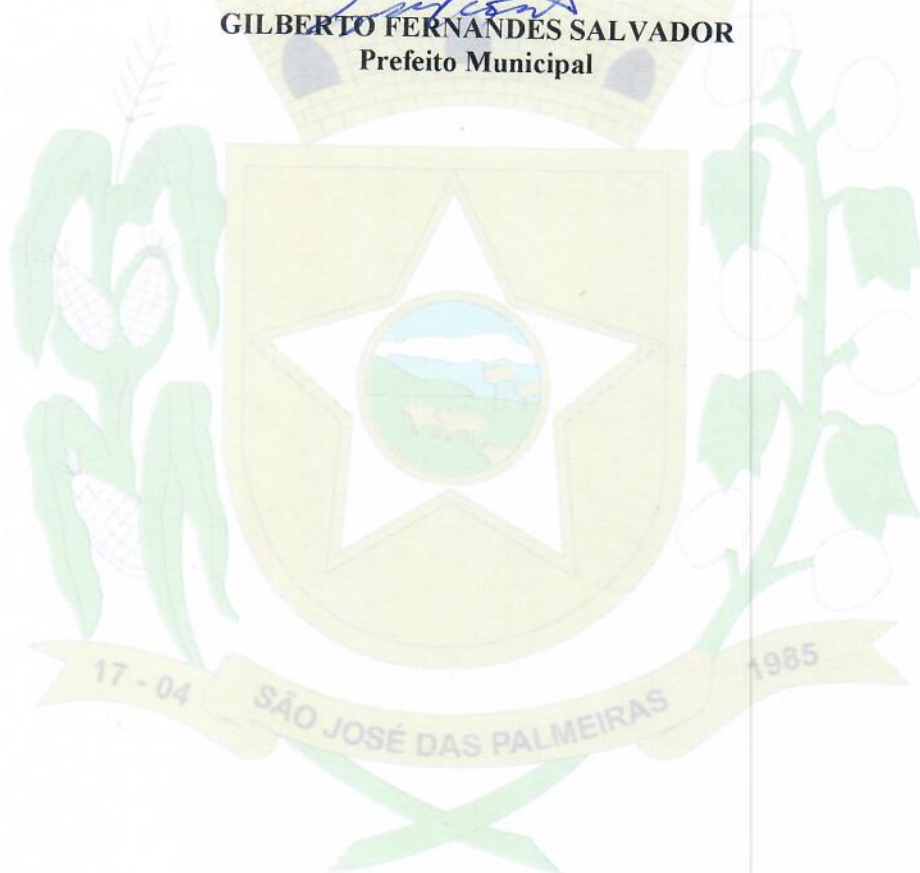 GILBERTO FERNANDES SALVADOR
Prefeito Municipal
17 - 04
SÃO JOSÉ DAS PALMEIRAS
1985